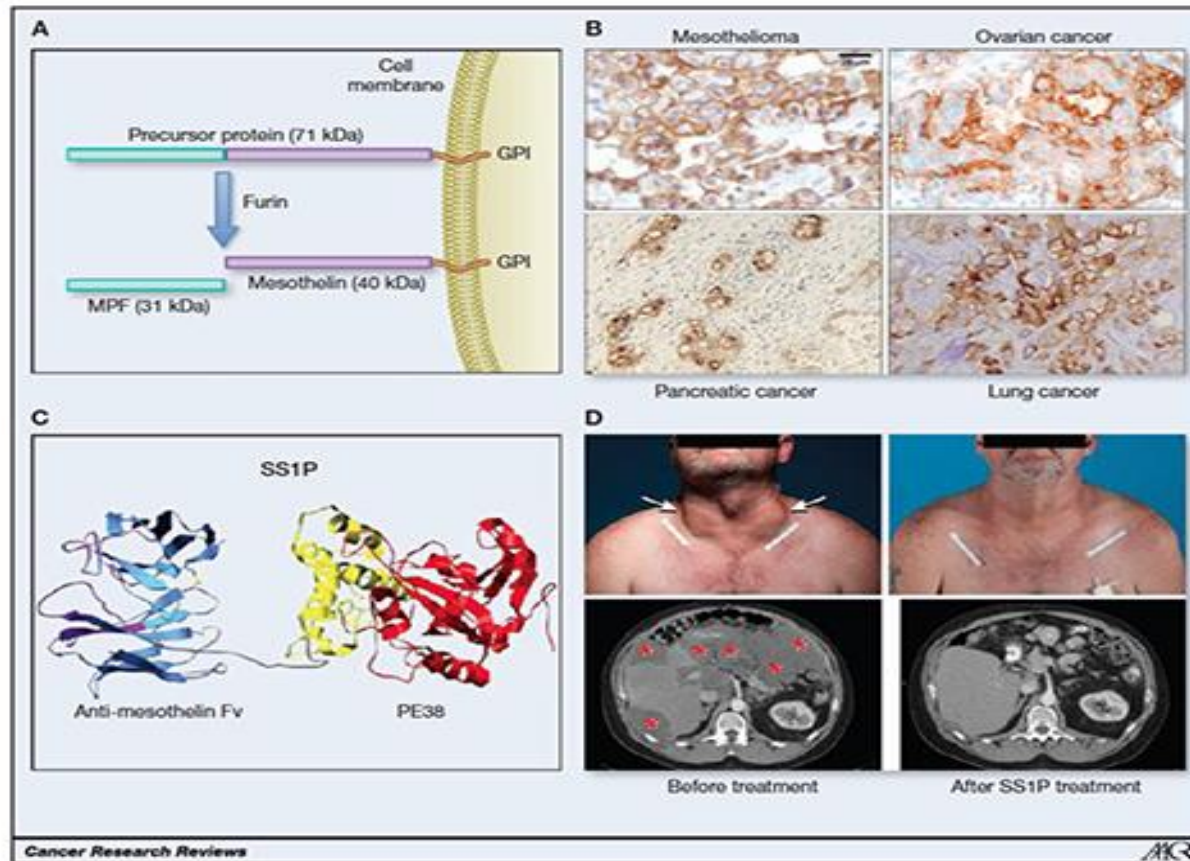 A
Cell
membrane
Precursor protein (71 kDa)
GPI
Furin
GPI
Mesothelin (40 kDa)
MPF (31 kDa)
B
Mesothelioma
Ovarian cancer
Pancreatic cancer
Lung cancer
C
SS1P
Anti-mesothelin Fv
PE38
D
Before treatment
After SS1P treatment
Cancer Research Reviews